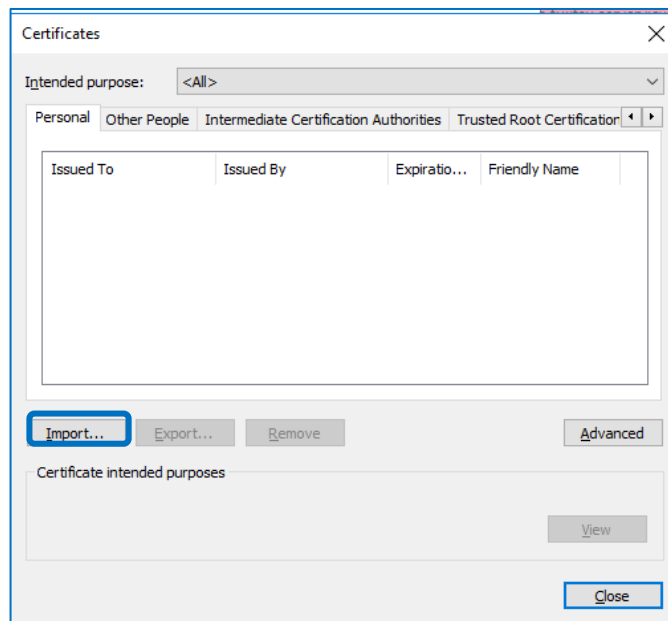 Certificates
Intended purpose: <All>
Personal Other People Intermediate Certification Authorities Trusted Root Certification
Issued To Issued By Expiratio... Friendly Name
Import... Export... Remove Advanced
Certificate intended purposes
View
Close